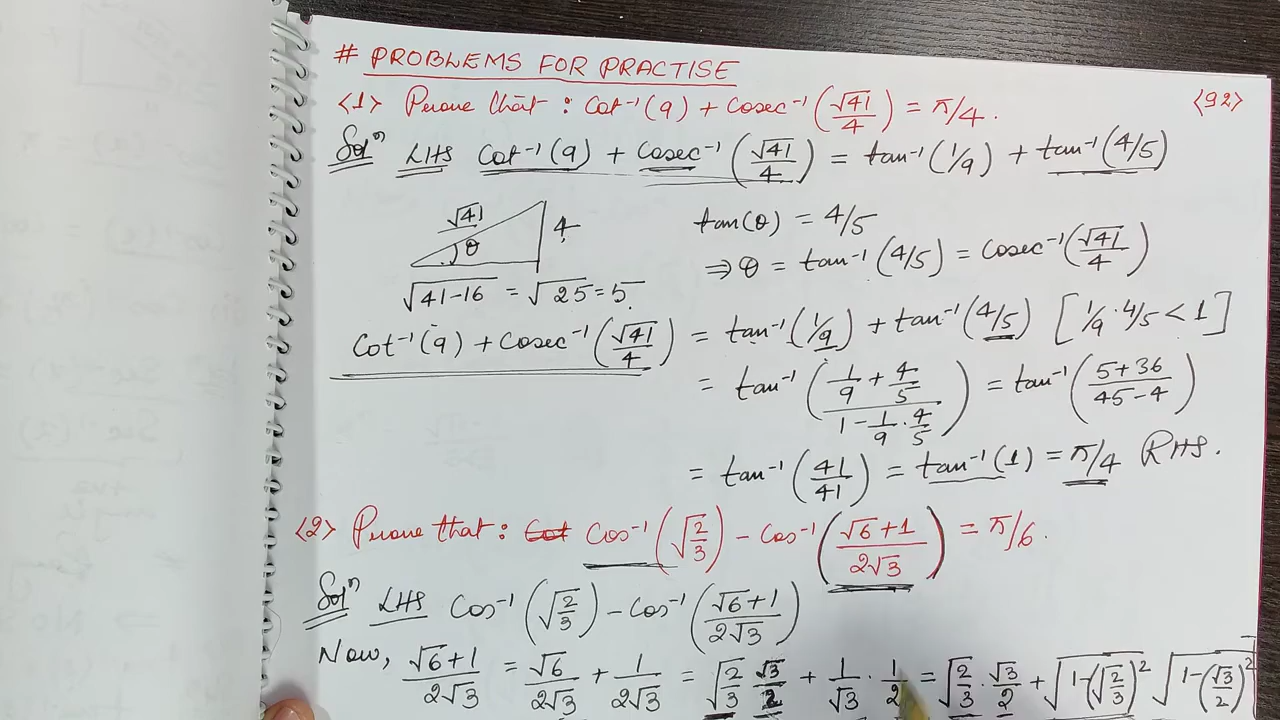 # PROBLEMS FOR PRACTISE
<1> Prove that : Cot⁻¹(9) + Cosec⁻¹(√41/4) = π/4. <92>
Solⁿ LHS Cot⁻¹(9) + Cosec⁻¹(√41/4) = tan⁻¹(1/9) + tan⁻¹(4/5)
√41 θ 4
tan(θ) = 4/5
⇒ θ = tan⁻¹(4/5) = Cosec⁻¹(√41/4)
√(41-16) = √25 = 5
Cot⁻¹(9) + Cosec⁻¹(√41/4) = tan⁻¹(1/9) + tan⁻¹(4/5) [1/9 · 4/5 < 1]
= tan⁻¹((1/9 + 4/5)/(1 - 1/9 · 4/5)) = tan⁻¹((5+36)/(45-4))
= tan⁻¹(41/41) = tan⁻¹(1) = π/4 RHS.
<2> Prove that : Cot Cos⁻¹(√(2/3)) - Cos⁻¹((√6+1)/(2√3)) = π/6.
Solⁿ LHS Cos⁻¹(√(2/3)) - Cos⁻¹((√6+1)/(2√3))
Now, (√6+1)/(2√3) = √6/(2√3) + 1/(2√3) = √(2/3) √3/2 + 1/√3 · 1/2 = √(2/3) · √3/2 + √(1-(√(2/3))²) √(1-(√3/2)²)